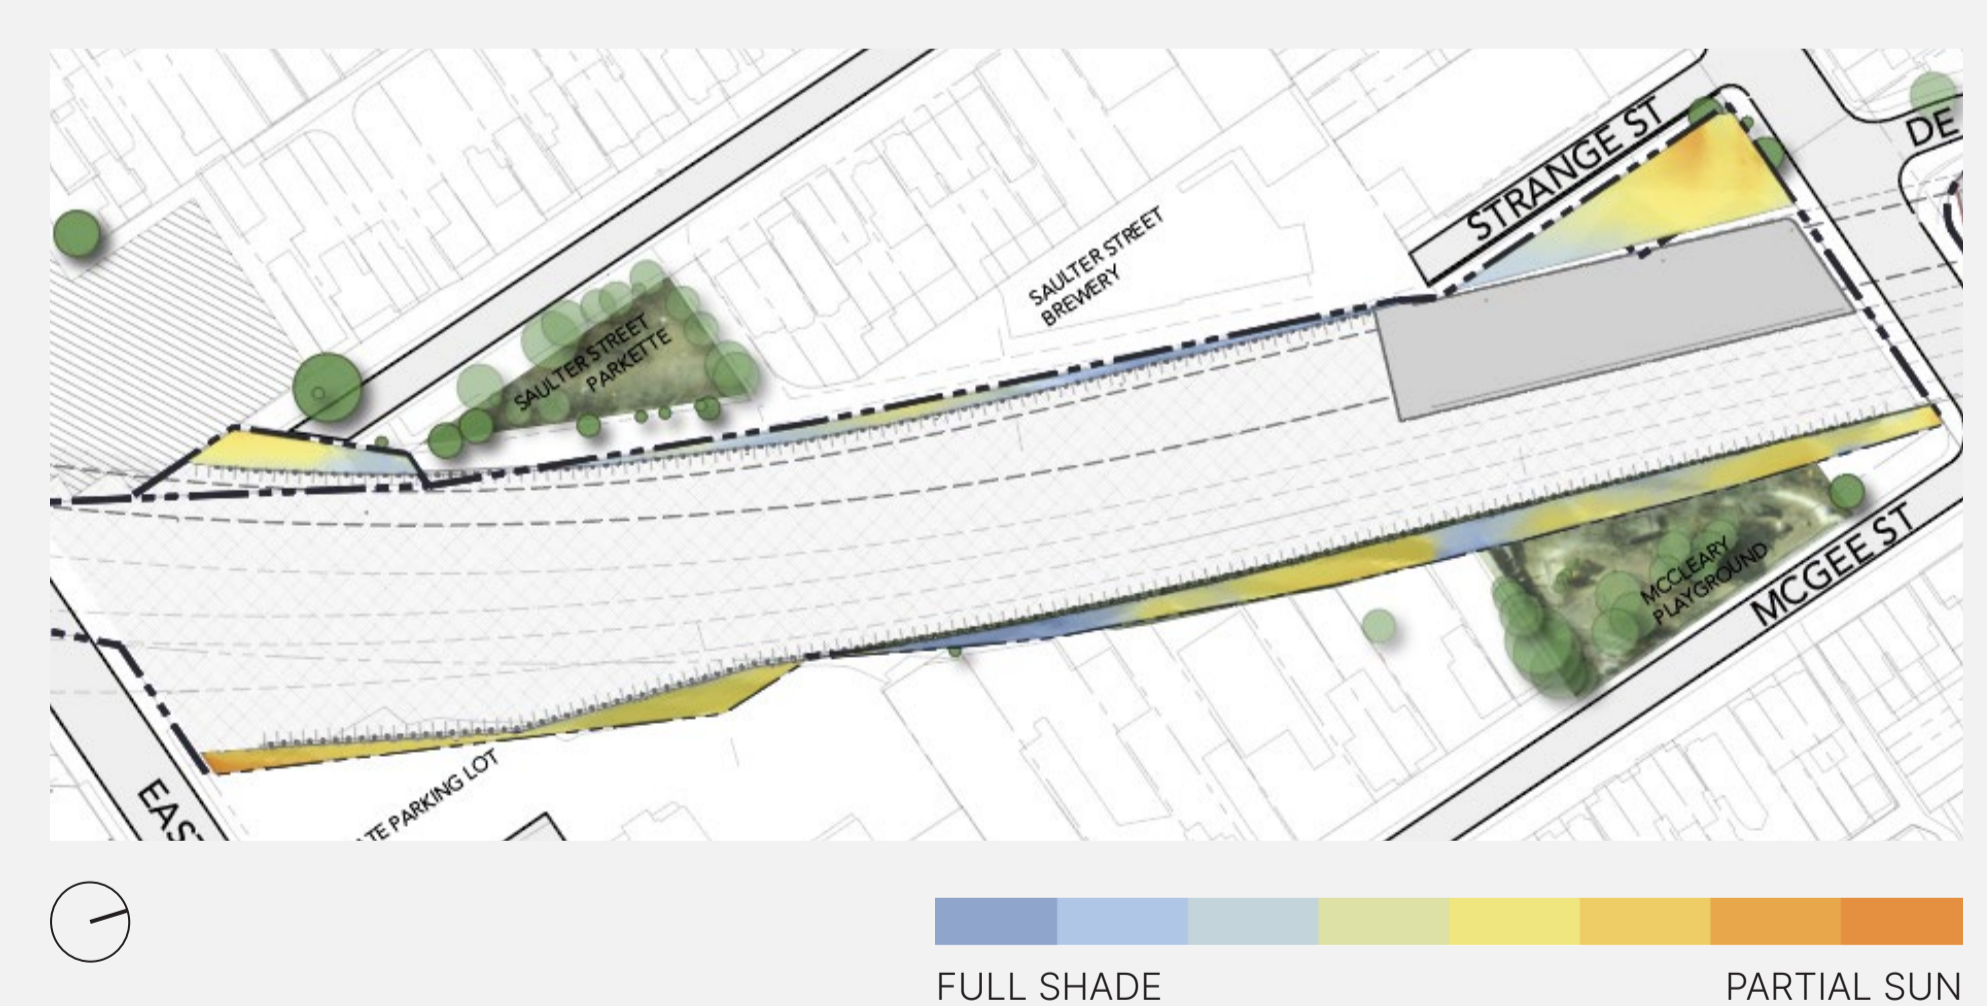 STRANGE ST
DE
SAULTER STREET
BREWERY
SAULTER STREET
PARKETTE
MCCLEARY
PLAYGROUND
MCGEE ST
TE PARKING LOT
EAS
FULL SHADE
PARTIAL SUN